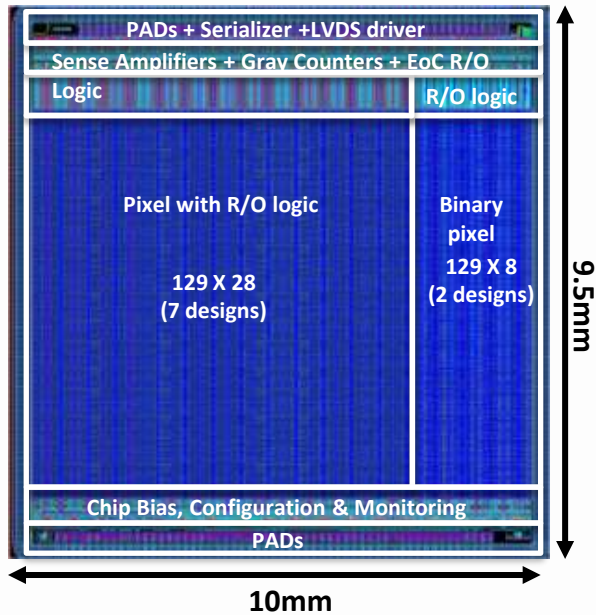 PADs + Serializer +LVDS driver
Sense Amplifiers + Gray Counters + EoC R/O
Logic
R/O logic
Pixel with R/O logic
129 X 28
(7 designs)
Binary
pixel
129 X 8
(2 designs)
9.5mm
Chip Bias, Configuration & Monitoring
PADs
10mm